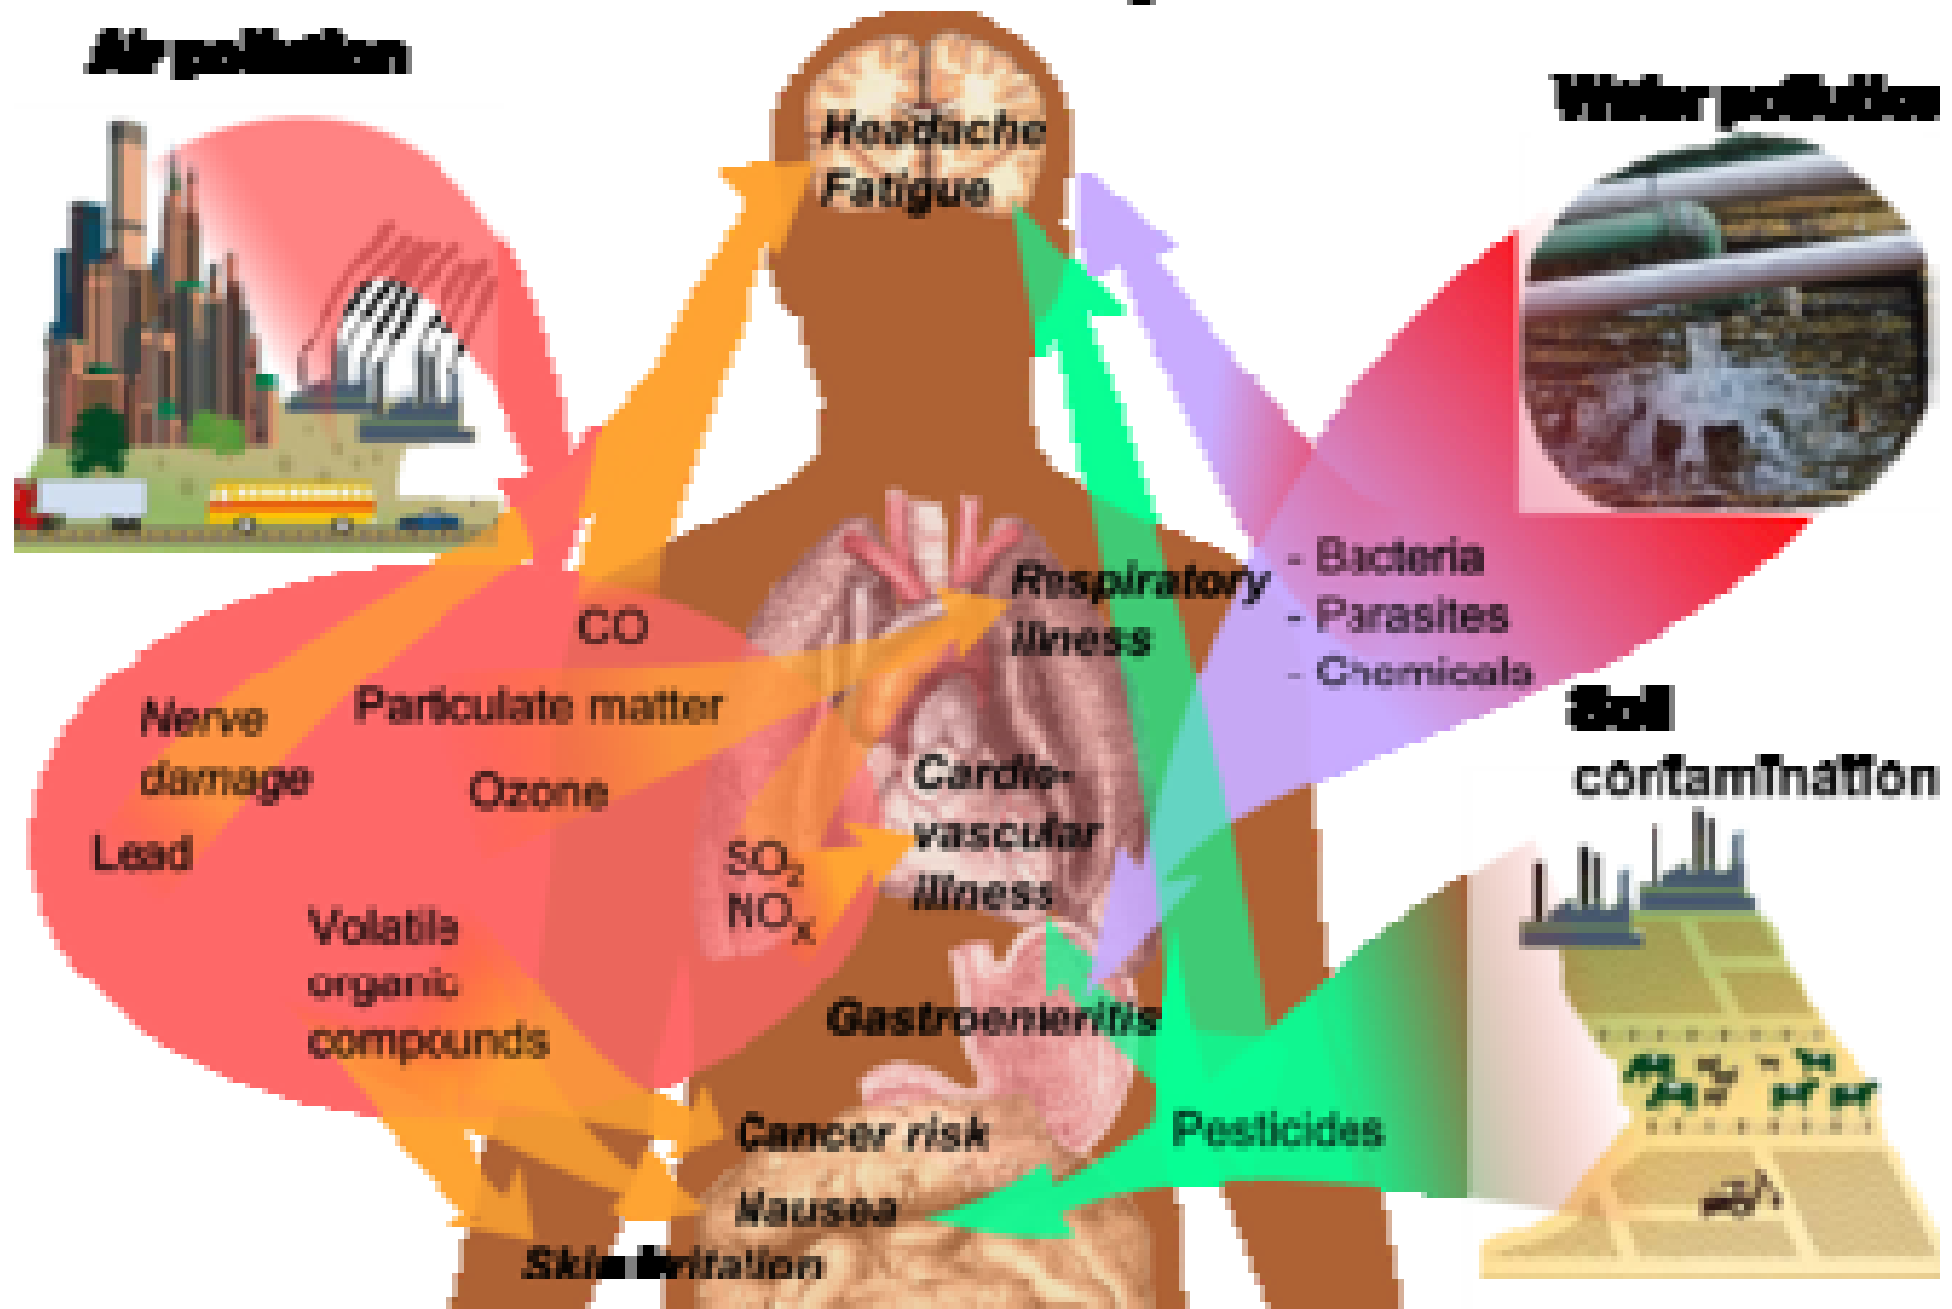 Air pollution
Water pollution
Headache
Fatigue
CO
Respiratory
illness
- Bacteria
- Parasites
- Chemicals
Nerve
damage
Particulate matter
Ozone
Lead
Soil
contamination
Cardio-
vascular
illness
SO2
NOx
Volatile
organic
compounds
Gastroenteritis
Pesticides
Cancer risk
Nausea
Skin irritation